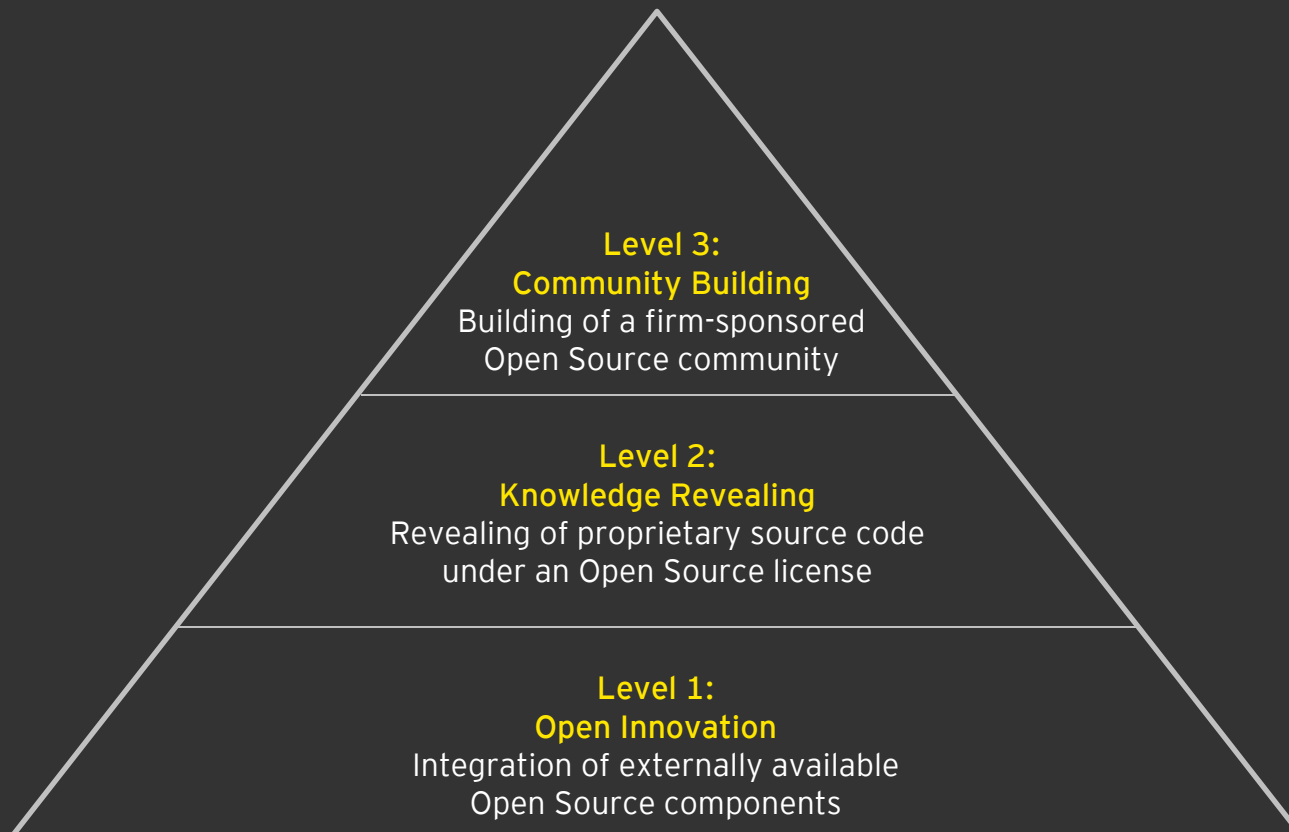 Level 3:
Community Building
Building of a firm-sponsored
Open Source community
Level 2:
Knowledge Revealing
Revealing of proprietary source code
under an Open Source license
Level 1:
Open Innovation
Integration of externally available
Open Source components